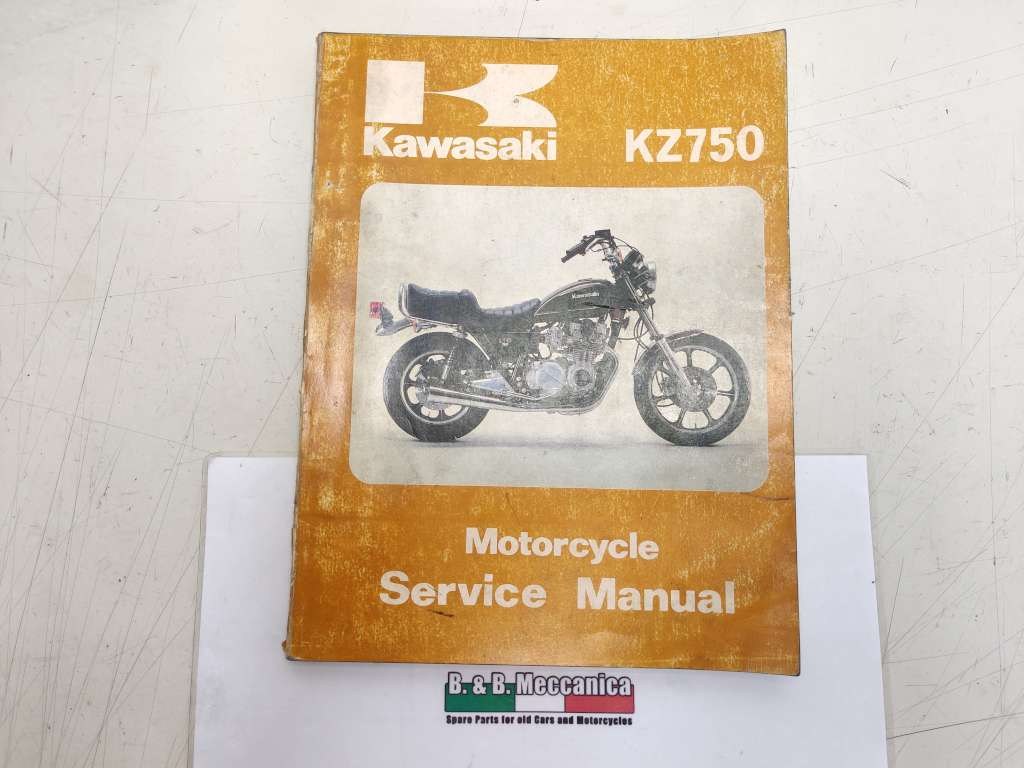 Kawasaki
KZ750
Kawasaki
Motorcycle
Service Manual
B. & B. Meccanica
Spare Parts for old Cars and Motorcycles